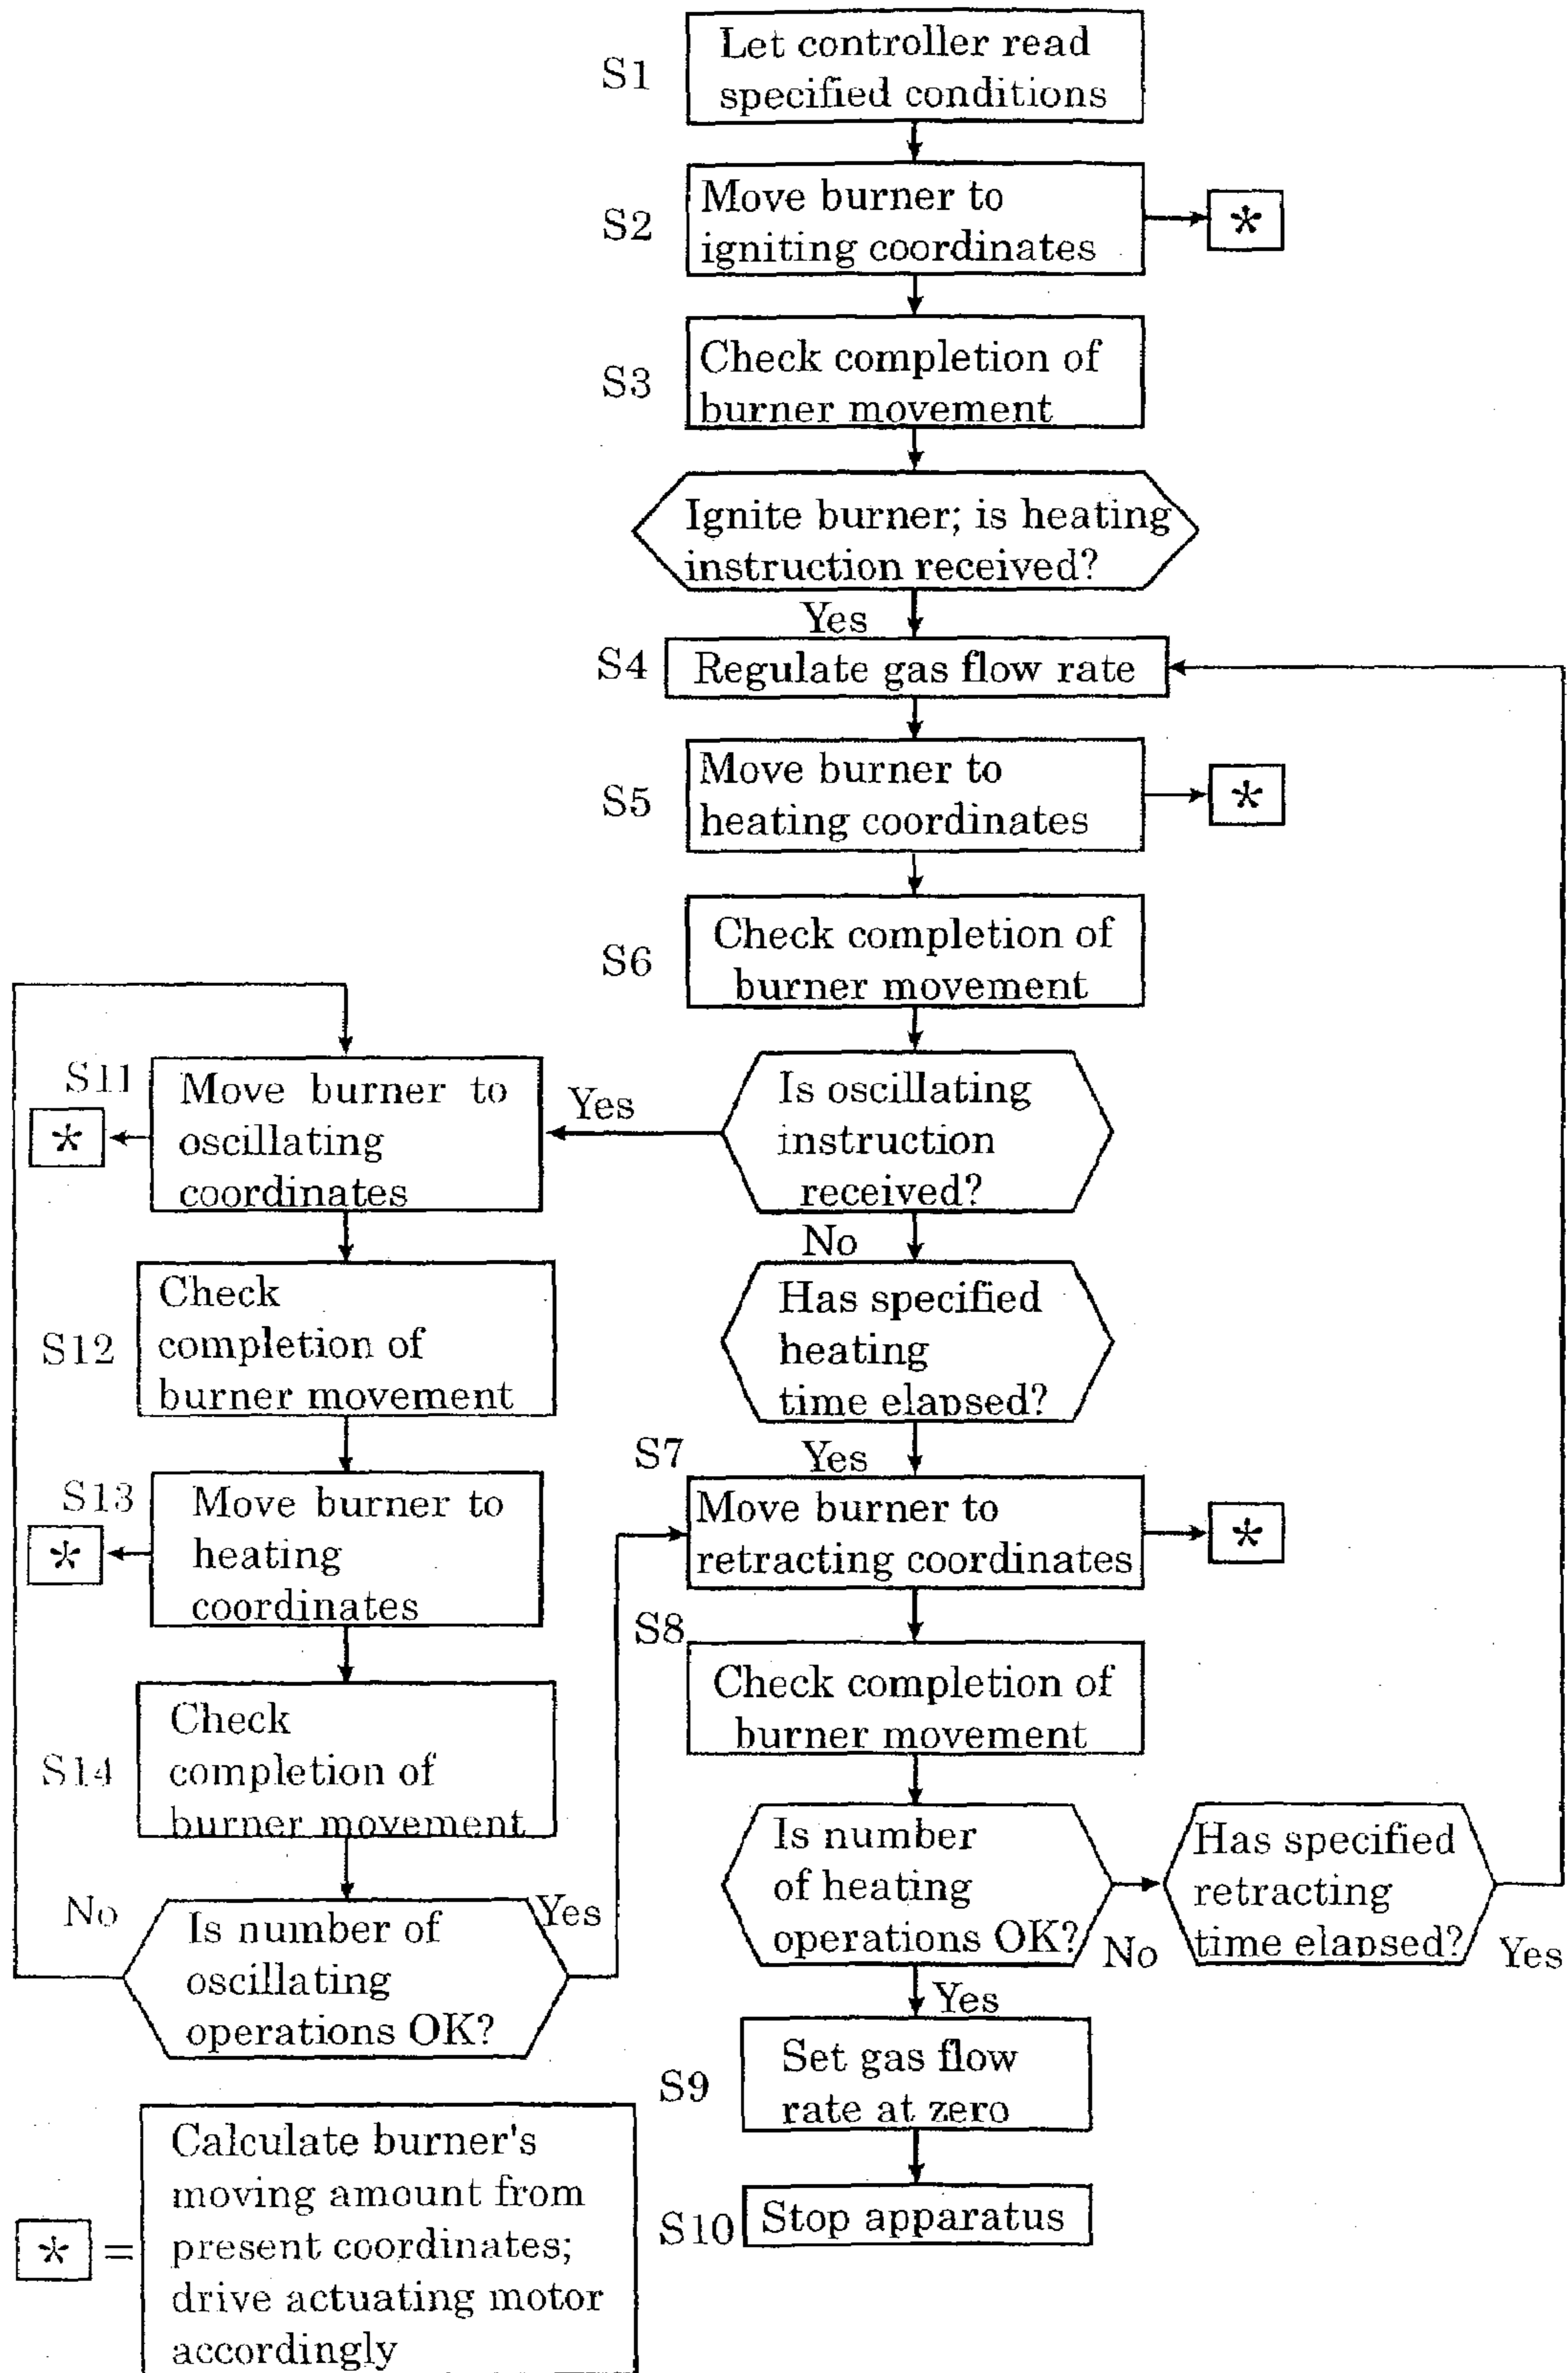 S1
Let controller read
specified conditions
S2
Move burner to
igniting coordinates
*
S3
Check completion of
burner movement
Ignite burner; is heating
instruction received?
Yes
S4
Regulate gas flow rate
S5
Move burner to
heating coordinates
*
S6
Check completion of
burner movement
Is oscillating
instruction
received?
Yes
No
S11
Move burner to
oscillating
coordinates
*
S12
Check
completion of
burner movement
S13
Move burner to
heating
coordinates
*
S14
Check
completion of
burner movement
Is number of
oscillating
operations OK?
No
Yes
Has specified
heating
time elapsed?
Yes
S7
Move burner to
retracting coordinates
*
S8
Check completion of
burner movement
Is number
of heating
operations OK?
No
Has specified
retracting
time elapsed?
Yes
Yes
S9
Set gas flow
rate at zero
S10
Stop apparatus
* =
Calculate burner's
moving amount from
present coordinates;
drive actuating motor
accordingly